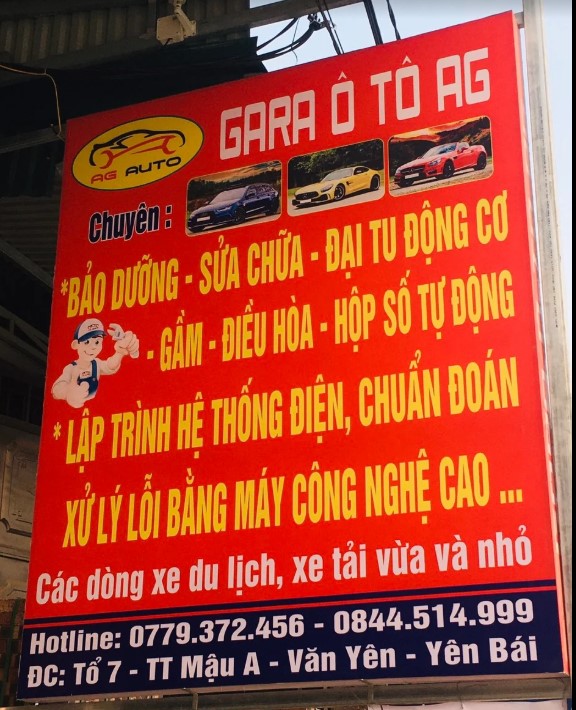 GARA Ô TÔ AG
AG AUTO
Chuyên :
*BẢO DƯỠNG - SỬA CHỮA - ĐẠI TU ĐỘNG CƠ
- GẦM - ĐIỀU HÒA - HỘP SỐ TỰ ĐỘNG
* LẬP TRÌNH HỆ THỐNG ĐIỆN, CHUẨN ĐOÁN
XỬ LÝ LỖI BẰNG MÁY CÔNG NGHỆ CAO ...
Các dòng xe du lịch, xe tải vừa và nhỏ
Hotline: 0779.372.456 - 0844.514.999
ĐC: Tổ 7 - TT Mậu A - Văn Yên - Yên Bái